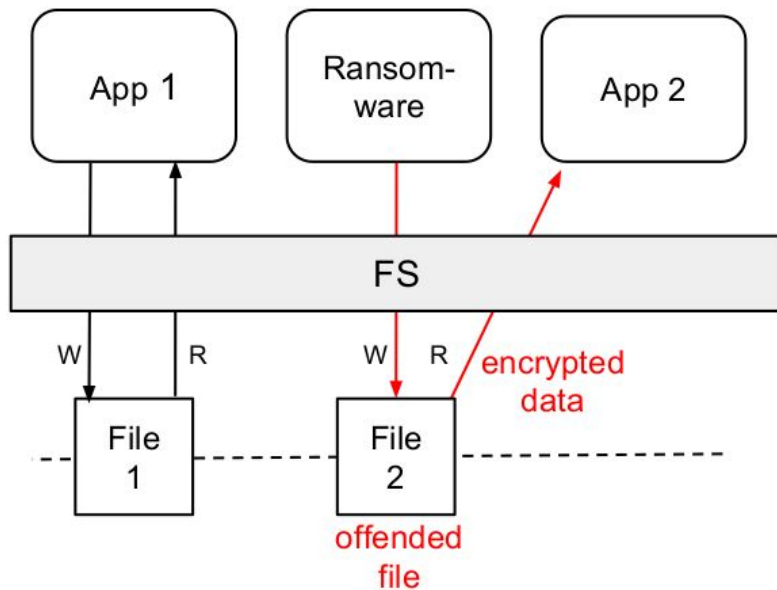 App 1
Ransom-
ware
App 2
FS
W
R
W
R
encrypted
data
File
1
File
2
offended
file